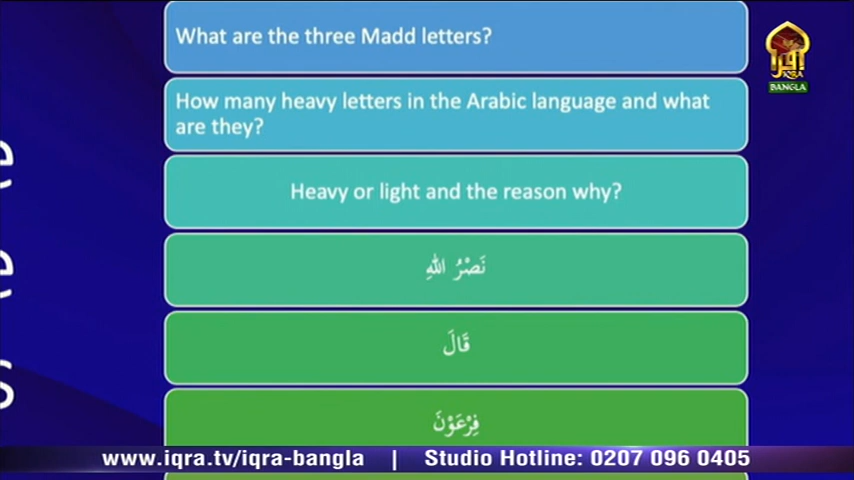 What are the three Madd letters?
How many heavy letters in the Arabic language and what
are they?
Heavy or light and the reason why?
نَصْرُ اللهِ
قَالَ
فِرْعَوْنَ
اقرأ
IQRA
BANGLA
www.iqra.tv/iqra-bangla | Studio Hotline: 0207 096 0405